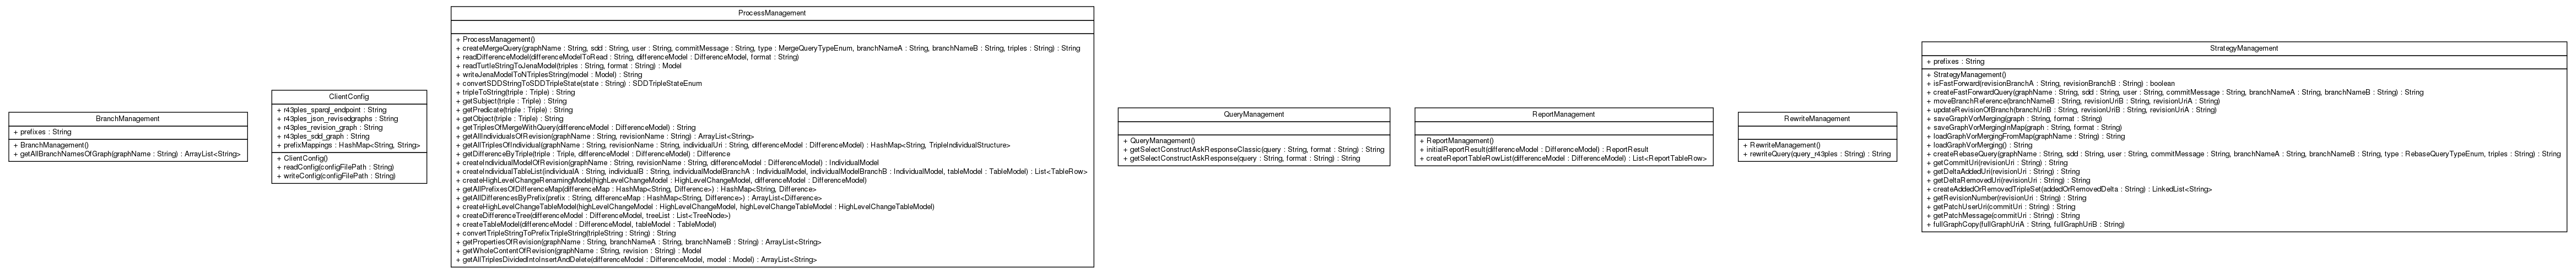 BranchManagement
+ prefixes : String
+ BranchManagement()
+ getAllBranchNamesOfGraph(graphName : String) : ArrayList<String>
ClientConfig
+ r43ples_sparql_endpoint : String
+ r43ples_json_revisedgraphs : String
+ r43ples_revision_graph : String
+ r43ples_sdd_graph : String
+ prefixMappings : HashMap<String, String>
+ ClientConfig()
+ readConfig(configFilePath : String)
+ writeConfig(configFilePath : String)
ProcessManagement
+ ProcessManagement()
+ createMergeQuery(graphName : String, sdd : String, user : String, commitMessage : String, type : MergeQueryTypeEnum, branchNameA : String, branchNameB : String, triples : String) : String
+ readDifferenceModel(differenceModelToRead : String, differenceModel : DifferenceModel, format : String)
+ readTurtleStringToJenaModel(triples : String, format : String) : Model
+ writeJenaModelToNTriplesString(model : Model) : String
+ convertSDDStringToSDDTripleState(state : String) : SDDTripleStateEnum
+ tripleToString(triple : Triple) : String
+ getSubject(triple : Triple) : String
+ getPredicate(triple : Triple) : String
+ getObject(triple : Triple) : String
+ getTriplesOfMergeWithQuery(differenceModel : DifferenceModel) : String
+ getAllIndividualsOfRevision(graphName : String, revisionName : String) : ArrayList<String>
+ getAllTriplesOfIndividual(graphName : String, revisionName : String, individualUri : String, differenceModel : DifferenceModel) : HashMap<String, TripleIndividualStructure>
+ getDifferenceByTriple(triple : Triple, differenceModel : DifferenceModel) : Difference
+ createIndividualModelOfRevision(graphName : String, revisionName : String, differenceModel : DifferenceModel) : IndividualModel
+ createIndividualTableList(individualA : String, individualB : String, individualModelBranchA : IndividualModel, individualModelBranchB : IndividualModel, tableModel : TableModel) : List<TableRow>
+ createHighLevelChangeRenamingModel(highLevelChangeModel : HighLevelChangeModel, differenceModel : DifferenceModel)
+ getAllPrefixesOfDifferenceMap(differenceMap : HashMap<String, Difference>) : HashMap<String, Difference>
+ getAllDifferencesByPrefix(prefix : String, differenceMap : HashMap<String, Difference>) : ArrayList<Difference>
+ createHighLevelChangeTableModel(highLevelChangeModel : HighLevelChangeModel, highLevelChangeTableModel : HighLevelChangeTableModel)
+ createDifferenceTree(differenceModel : DifferenceModel, treeList : List<TreeNode>)
+ createTableModel(differenceModel : DifferenceModel, tableModel : TableModel)
+ convertTripleStringToPrefixTripleString(tripleString : String) : String
+ getPropertiesOfRevision(graphName : String, branchNameA : String, branchNameB : String) : ArrayList<String>
+ getWholeContentOfRevision(graphName : String, revision : String) : Model
+ getAllTriplesDividedIntoInsertAndDelete(differenceModel : DifferenceModel, model : Model) : ArrayList<String>
QueryManagement
+ QueryManagement()
+ getSelectConstructAskResponseClassic(query : String, format : String) : String
+ getSelectConstructAskResponse(query : String, format : String) : String
ReportManagement
+ ReportManagement()
+ initialReportResult(differenceModel : DifferenceModel) : ReportResult
+ createReportTableRowList(differenceModel : DifferenceModel) : List<ReportTableRow>
RewriteManagement
+ RewriteManagement()
+ rewriteQuery(query_r43ples : String) : String
StrategyManagement
+ prefixes : String
+ StrategyManagement()
+ isFastForward(revisionBranchA : String, revisionBranchB : String) : boolean
+ createFastForwardQuery(graphName : String, sdd : String, user : String, commitMessage : String, branchNameA : String, branchNameB : String) : String
+ moveBranchReference(branchNameB : String, revisionUriB : String, revisionUriA : String)
+ updateRevisionOfBranch(branchUriB : String, revisionUriB : String, revisionUriA : String)
+ saveGraphVorMerging(graph : String, format : String)
+ saveGraphVorMergingInMap(graph : String, format : String)
+ loadGraphVorMergingFromMap(graphName : String) : String
+ loadGraphVorMerging() : String
+ createRebaseQuery(graphName : String, sdd : String, user : String, commitMessage : String, branchNameA : String, branchNameB : String, type : RebaseQueryTypeEnum, triples : String) : String
+ getCommitUri(revisionUri : String) : String
+ getDeltaAddedUri(revisionUri : String) : String
+ getDeltaRemovedUri(revisionUri : String) : String
+ createAddedOrRemovedTripleSet(addedOrRemovedDelta : String) : LinkedList<String>
+ getRevisionNumber(revisionUri : String) : String
+ getPatchUserUri(commitUri : String) : String
+ getPatchMessage(commitUri : String) : String
+ fullGraphCopy(fullGraphUriA : String, fullGraphUriB : String)